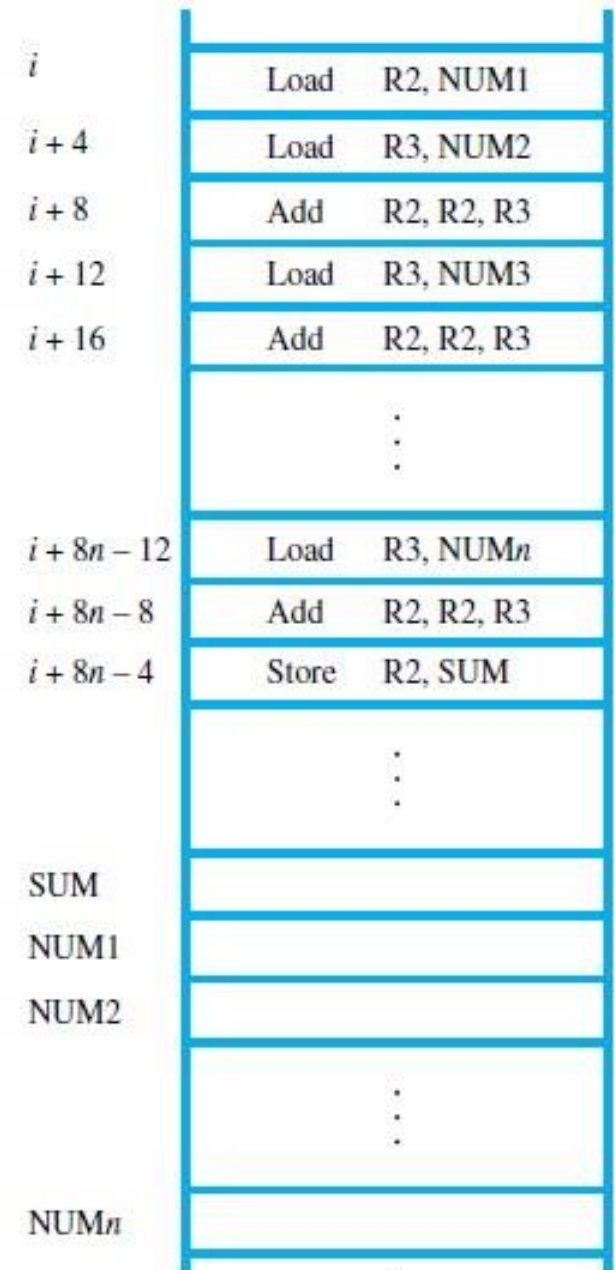 i Load R2, NUM1
i + 4 Load R3, NUM2
i + 8 Add R2, R2, R3
i + 12 Load R3, NUM3
i + 16 Add R2, R2, R3
⋮
i + 8n – 12 Load R3, NUMn
i + 8n – 8 Add R2, R2, R3
i + 8n – 4 Store R2, SUM
⋮
SUM
NUM1
NUM2
⋮
NUMn